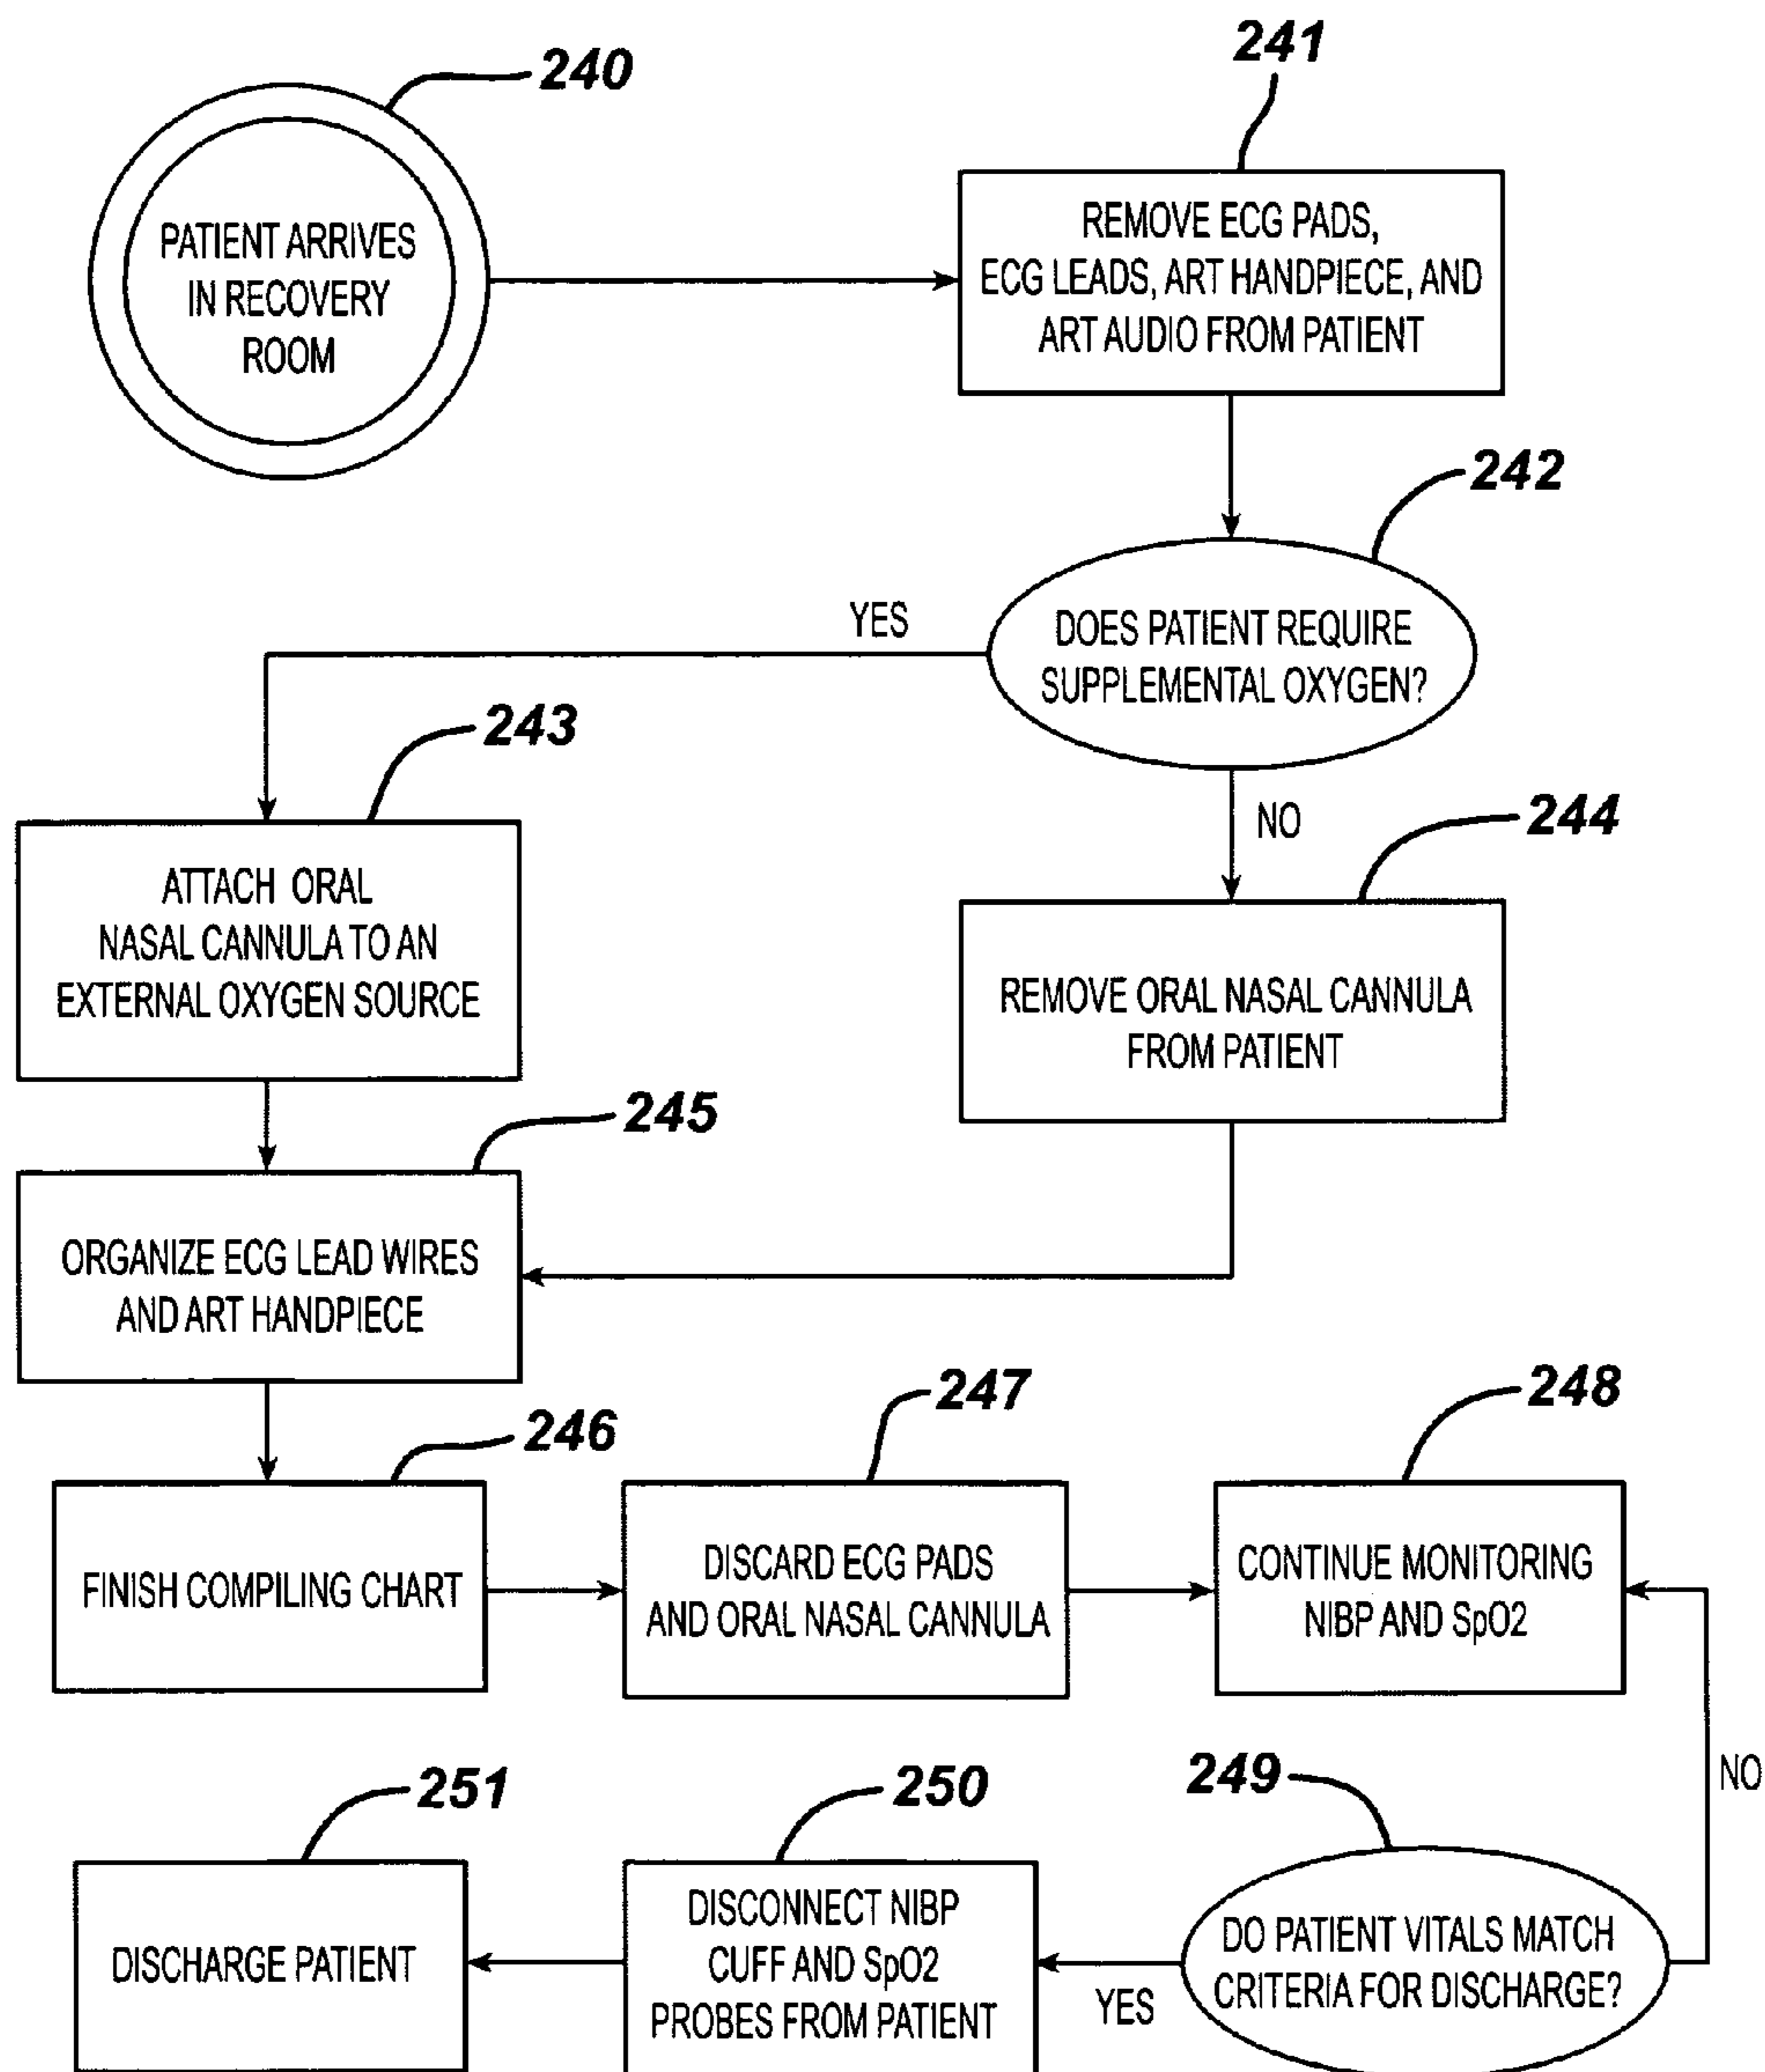 240
PATIENT ARRIVES
IN RECOVERY
ROOM
241
REMOVE ECG PADS,
ECG LEADS, ART HANDPIECE, AND
ART AUDIO FROM PATIENT
242
DOES PATIENT REQUIRE
SUPPLEMENTAL OXYGEN?
YES
NO
243
ATTACH ORAL
NASAL CANNULA TO AN
EXTERNAL OXYGEN SOURCE
244
REMOVE ORAL NASAL CANNULA
FROM PATIENT
245
ORGANIZE ECG LEAD WIRES
AND ART HANDPIECE
246
FINISH COMPILING CHART
247
DISCARD ECG PADS
AND ORAL NASAL CANNULA
248
CONTINUE MONITORING
NIBP AND SpO2
NO
249
DO PATIENT VITALS MATCH
CRITERIA FOR DISCHARGE?
YES
250
DISCONNECT NIBP
CUFF AND SpO2
PROBES FROM PATIENT
251
DISCHARGE PATIENT